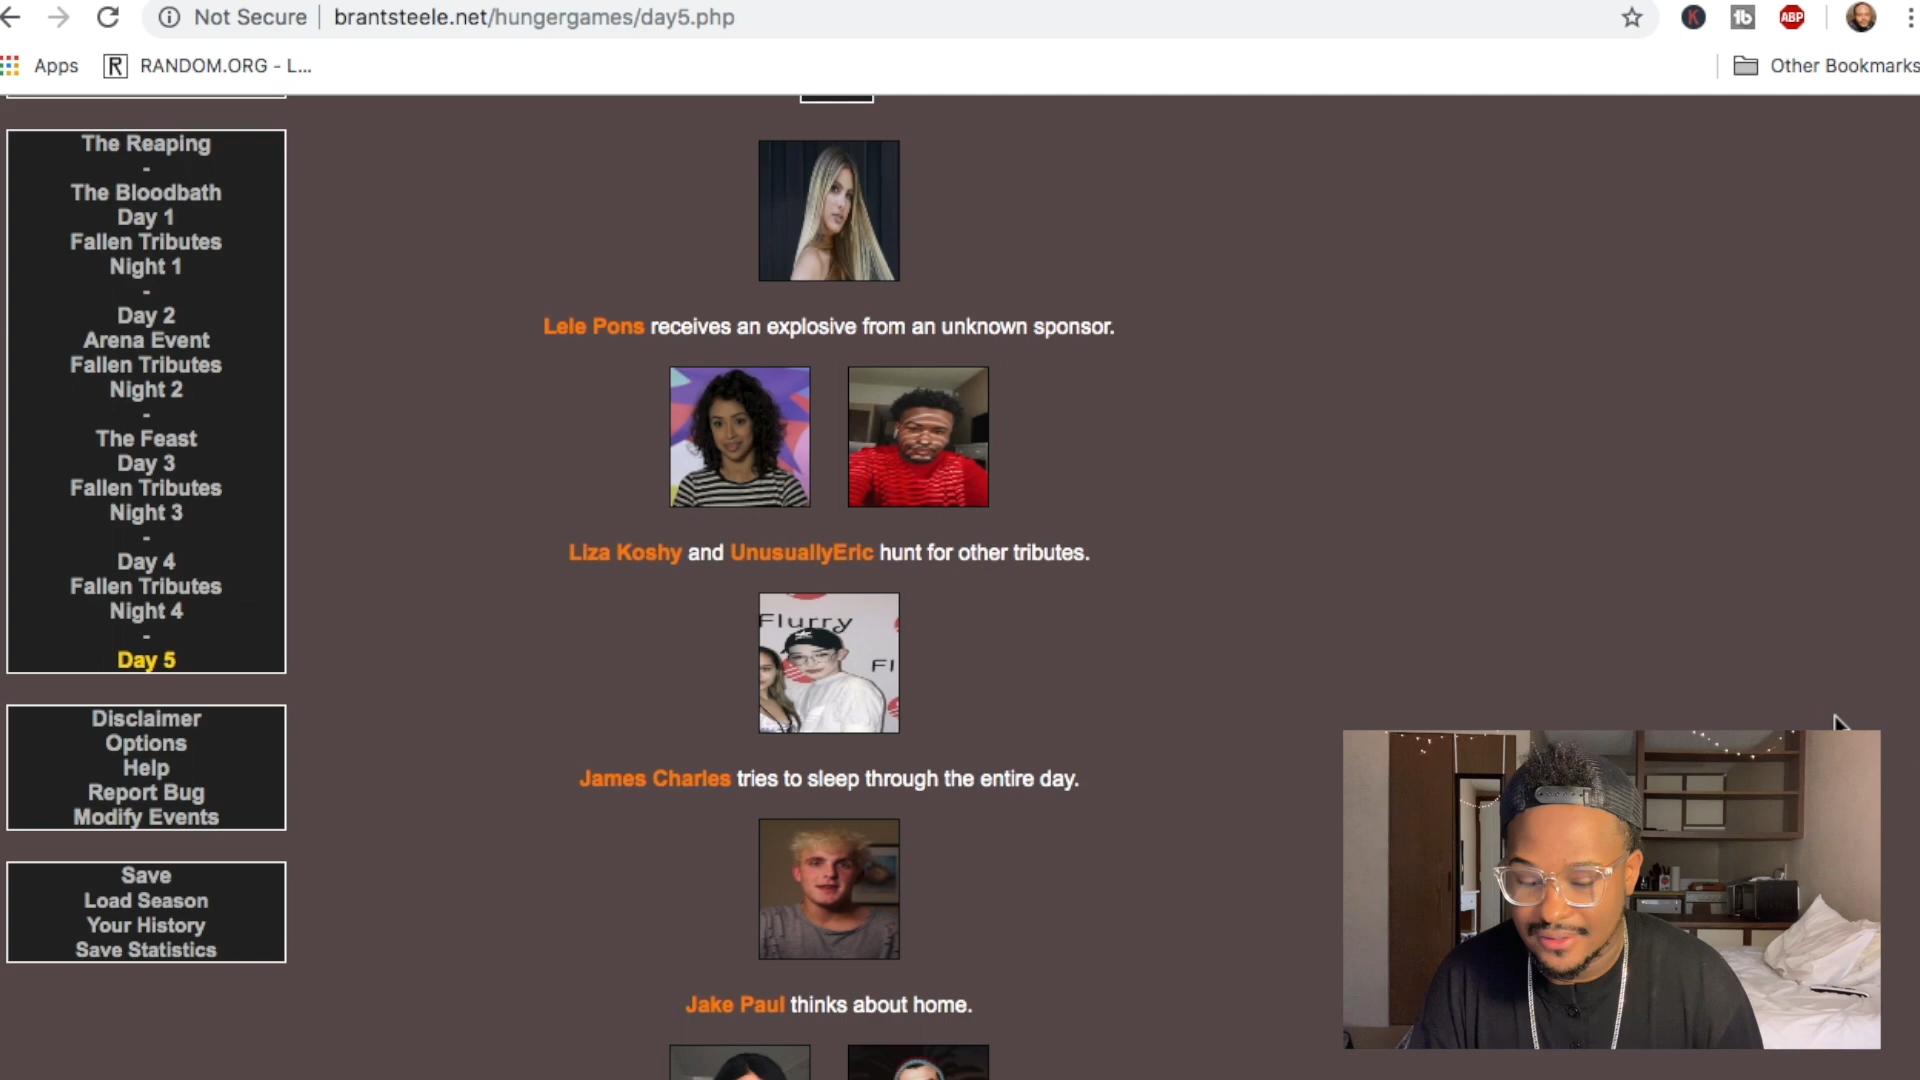 Not Secure
brantsteele.net/hungergames/day5.php
ABP
Apps
RANDOM.ORG - L...
Other Bookmarks
The Reaping
-
The Bloodbath
Day 1
Fallen Tributes
Night 1
-
Day 2
Arena Event
Fallen Tributes
Night 2
-
The Feast
Day 3
Fallen Tributes
Night 3
-
Day 4
Fallen Tributes
Night 4
-
Day 5
Disclaimer
Options
Help
Report Bug
Modify Events
Save
Load Season
Your History
Save Statistics
Lele Pons receives an explosive from an unknown sponsor.
Liza Koshy and UnusuallyEric hunt for other tributes.
Flurry
Fl
James Charles tries to sleep through the entire day.
Jake Paul thinks about home.